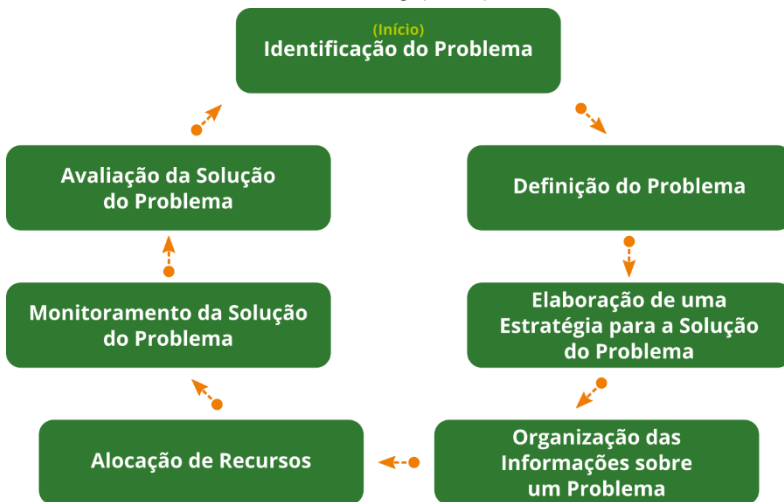 (Início)
Identificação do Problema
Definição do Problema
Elaboração de uma
Estratégia para a Solução
do Problema
Organização das
Informações sobre
um Problema
Alocação de Recursos
Monitoramento da Solução
do Problema
Avaliação da Solução
do Problema